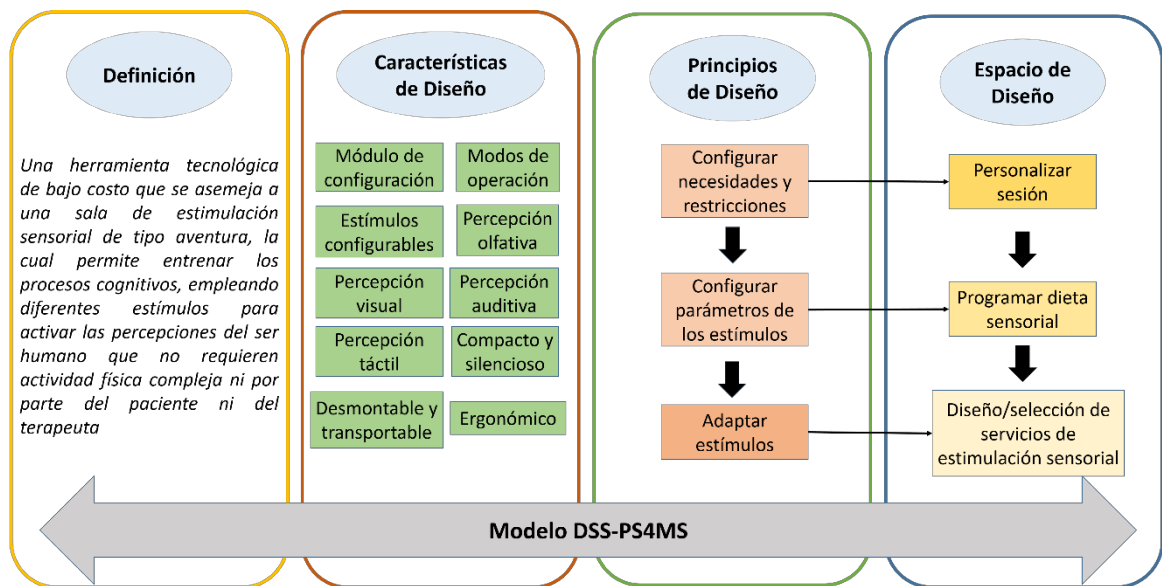 Definición
Una herramienta tecnológica
de bajo costo que se asemeja a
una sala de estimulación
sensorial de tipo aventura, la
cual permite entrenar los
procesos cognitivos, empleando
diferentes estímulos para
activar las percepciones del ser
humano que no requieren
actividad física compleja ni por
parte del paciente ni del
terapeuta
Características
de Diseño
Módulo de
configuración
Modos de
operación
Estímulos
configurables
Percepción
olfativa
Percepción
visual
Percepción
auditiva
Percepción
táctil
Compacto y
silencioso
Desmontable y
transportable
Ergonómico
Principios
de Diseño
Configurar
necesidades y
restricciones
Configurar
parámetros de
los estímulos
Adaptar
estímulos
Espacio de
Diseño
Personalizar
sesión
Programar dieta
sensorial
Diseño/selección de
servicios de
estimulación sensorial
Modelo DSS-PS4MS